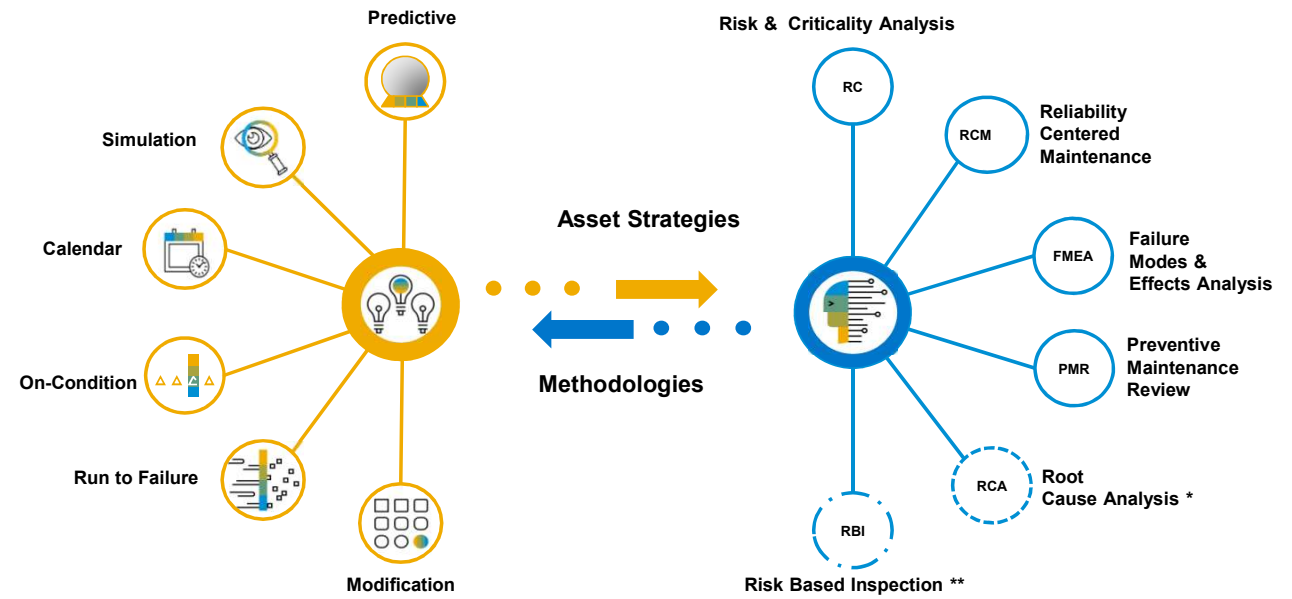 Predictive
Simulation
Calendar
On-Condition
Run to Failure
Modification
Asset Strategies
Methodologies
Risk & Criticality Analysis
RC
RCM
Reliability
Centered
Maintenance
FMEA
Failure
Modes &
Effects Analysis
PMR
Preventive
Maintenance
Review
RCA
Root
Cause Analysis *
RBI
Risk Based Inspection **